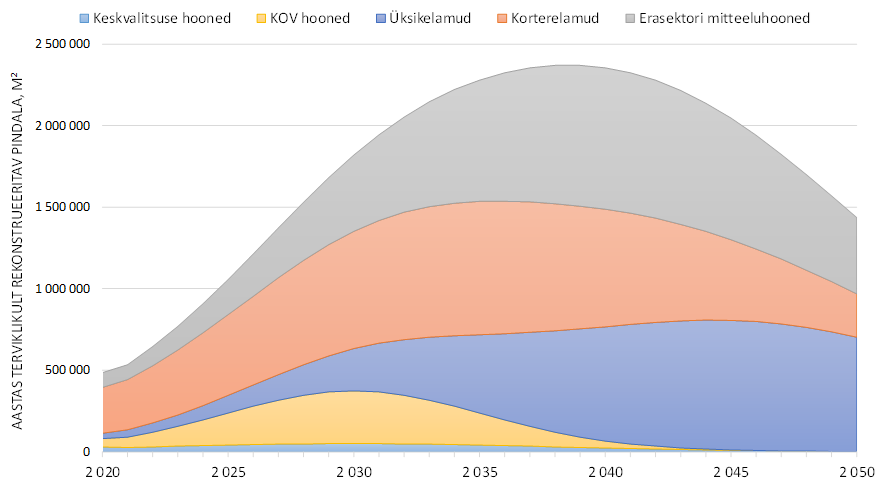 Keskvalitsuse hooned KOV hooned Üksikelamud Korterelamud Erasektori mitteeluhooned
AASTAS TERVIKLIKULT REKONSTRUEERITAV PINDALA, M²
2 500 000
2 000 000
1 500 000
1 000 000
500 000
0
2 020 2 025 2 030 2 035 2 040 2 045 2 050